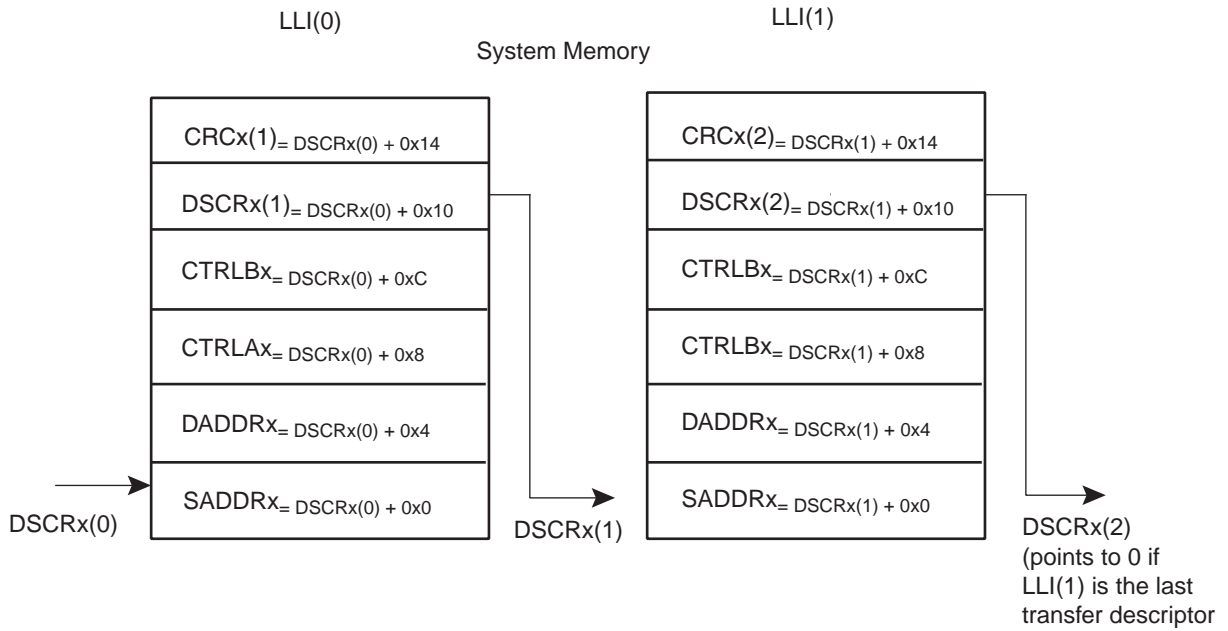 LLI(0)
LLI(1)
System Memory
CRCx(1)= DSCRx(0) + 0x14
DSCRx(1)= DSCRx(0) + 0x10
CTRLBx= DSCRx(0) + 0xC
CTRLAx= DSCRx(0) + 0x8
DADDRx= DSCRx(0) + 0x4
SADDRx= DSCRx(0) + 0x0
DSCRx(0)
DSCRx(1)
CRCx(2)= DSCRx(1) + 0x14
DSCRx(2)= DSCRx(1) + 0x10
CTRLBx= DSCRx(1) + 0xC
CTRLBx= DSCRx(1) + 0x8
DADDRx= DSCRx(1) + 0x4
SADDRx= DSCRx(1) + 0x0
DSCRx(2)
(points to 0 if
LLI(1) is the last
transfer descriptor